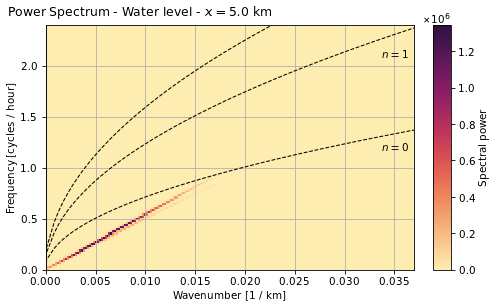 Power Spectrum - Water level - x = 5.0 km
×10⁶
Frequency [cycles / hour]
2.0
1.5
1.0
0.5
0.0
n = 1
n = 0
0.000 0.005 0.010 0.015 0.020 0.025 0.030 0.035
Wavenumber [1 / km]
1.2
1.0
0.8
0.6
0.4
0.2
0.0
Spectral power